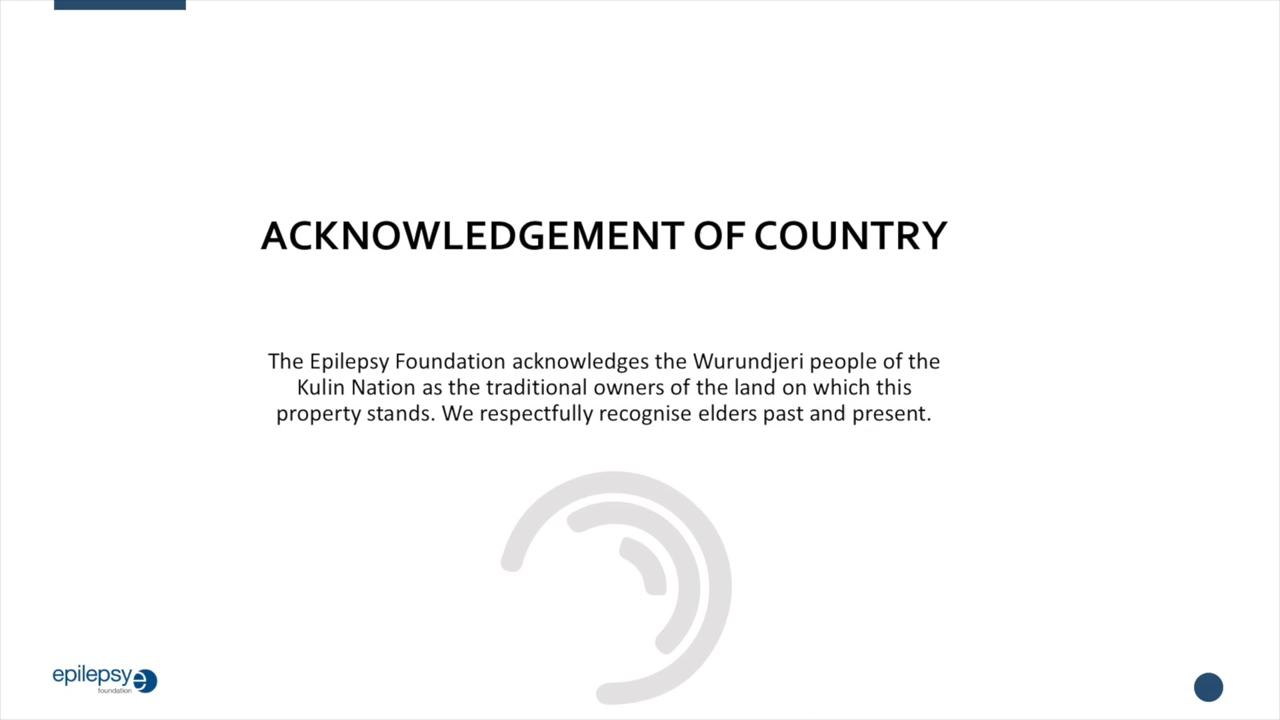 ACKNOWLEDGEMENT OF COUNTRY
The Epilepsy Foundation acknowledges the Wurundjeri people of the
Kulin Nation as the traditional owners of the land on which this
property stands. We respectfully recognise elders past and present.
epilepsy
foundation